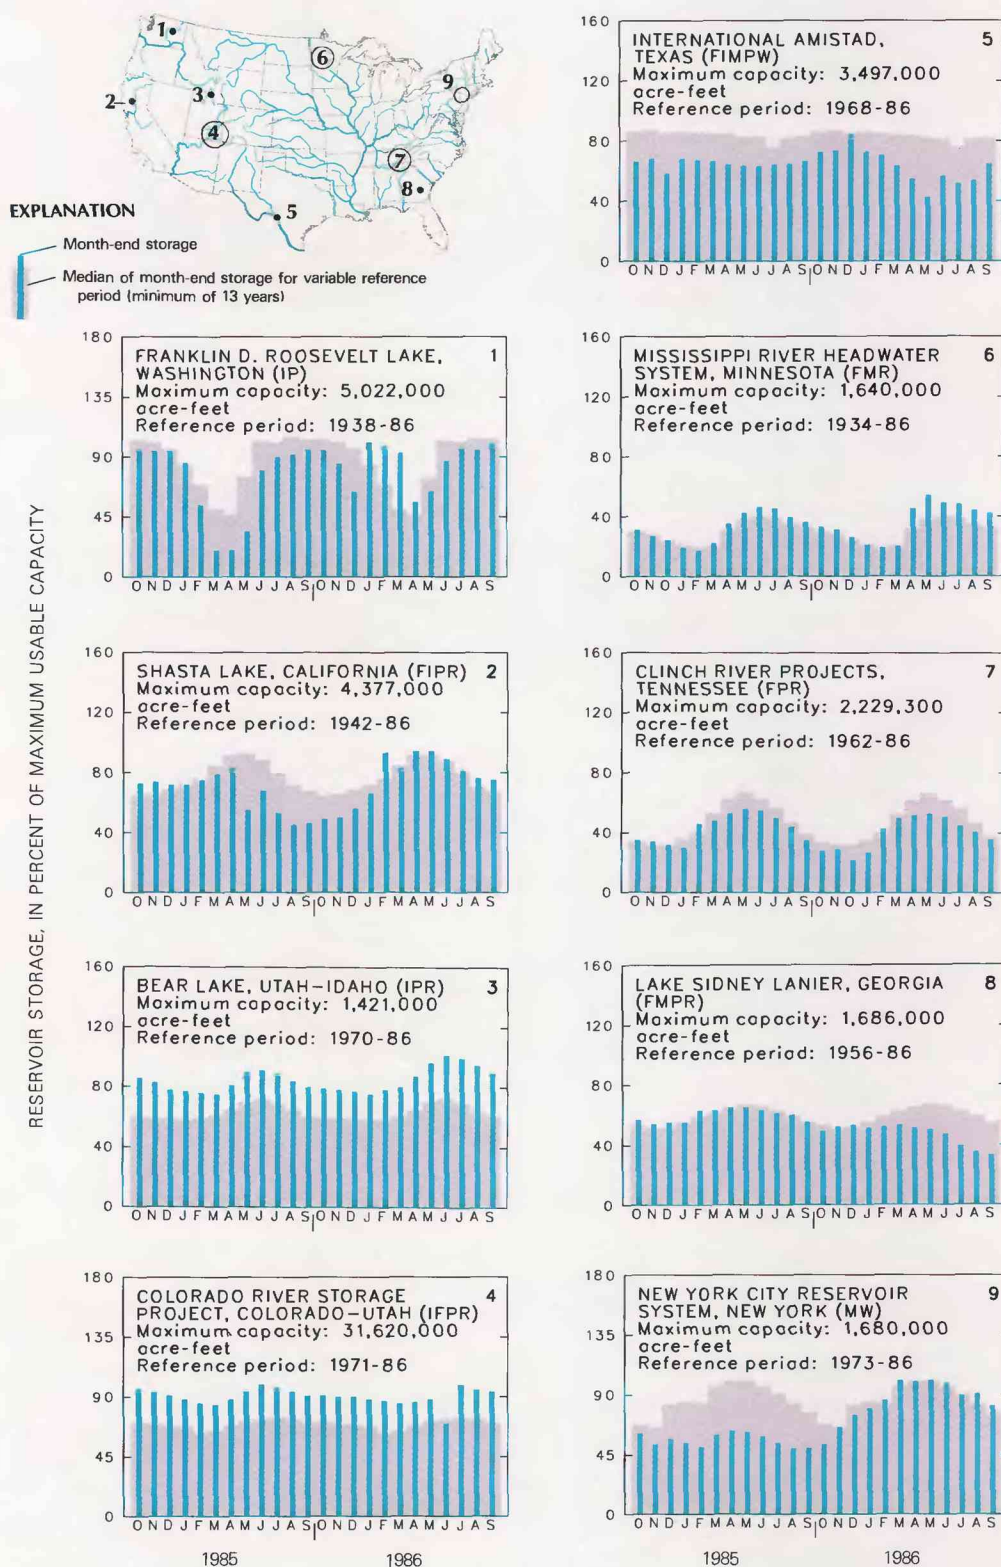 1
6
9
2
3
4
7
8
5
EXPLANATION
Month-end storage
Median of month-end storage for variable reference
period (minimum of 13 years)
RESERVOIR STORAGE, IN PERCENT OF MAXIMUM USABLE CAPACITY
160
120
80
40
0
INTERNATIONAL AMISTAD, 5
TEXAS (FIMPW)
Maximum capacity: 3,497,000
acre-feet
Reference period: 1968-86
O N D J F M A M J J A S O N D J F M A M J J A S
180
135
90
45
0
FRANKLIN D. ROOSEVELT LAKE, 1
WASHINGTON (IP)
Maximum capacity: 5,022,000
acre-feet
Reference period: 1938-86
O N D J F M A M J J A S O N D J F M A M J J A S
160
120
80
40
0
MISSISSIPPI RIVER HEADWATER 6
SYSTEM, MINNESOTA (FMR)
Maximum capacity: 1,640,000
acre-feet
Reference period: 1934-86
O N O J F M A M J J A S O N D J F M A M J J A S
160
120
80
40
0
SHASTA LAKE, CALIFORNIA (FIPR) 2
Maximum capacity: 4,377,000
acre-feet
Reference period: 1942-86
O N D J F M A M J J A S O N D J F M A M J J A S
160
120
80
40
0
CLINCH RIVER PROJECTS, 7
TENNESSEE (FPR)
Maximum capacity: 2,229,300
acre-feet
Reference period: 1962-86
O N D J F M A M J J A S O N O J F M A M J J A S
160
120
80
40
0
BEAR LAKE, UTAH-IDAHO (IPR) 3
Maximum capacity: 1,421,000
acre-feet
Reference period: 1970-86
O N D J F M A M J J A S O N D J F M A M J J A S
160
120
80
40
0
LAKE SIDNEY LANIER, GEORGIA 8
(FMPR)
Maximum capacity: 1,686,000
acre-feet
Reference period: 1956-86
O N D J F M A M J J A S O N D J F M A M J J A S
180
135
90
45
0
COLORADO RIVER STORAGE 4
PROJECT, COLORADO-UTAH (IFPR)
Maximum capacity: 31,620,000
acre-feet
Reference period: 1971-86
O N D J F M A M J J A S O N D J F M A M J J A S
1985 1986
180
135
90
45
0
NEW YORK CITY RESERVOIR 9
SYSTEM, NEW YORK (MW)
Maximum capacity: 1,680,000
acre-feet
Reference period: 1973-86
O N D J F M A M J J A S O N D J F M A M J J A S
1985 1986